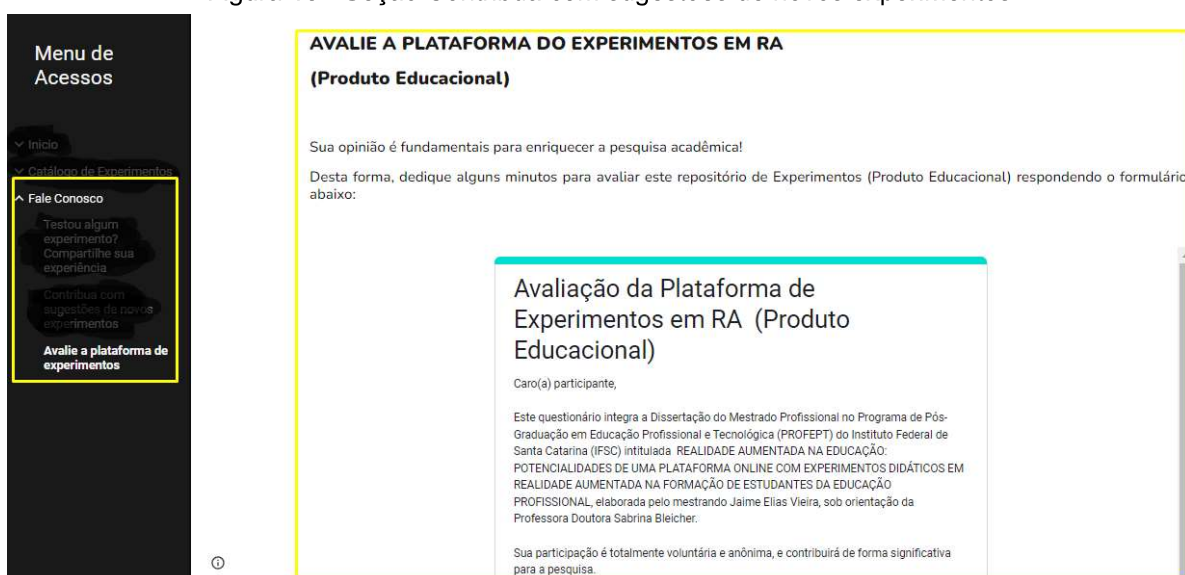 Menu de
Acessos
Início
Catálogo de Experimentos
Fale Conosco
Testou algum
experimento?
Compartilhe sua
experiência
Contribua com
sugestões de novos
experimentos
Avalie a plataforma de
experimentos
AVALIE A PLATAFORMA DO EXPERIMENTOS EM RA
(Produto Educacional)
Sua opinião é fundamentais para enriquecer a pesquisa acadêmica!
Desta forma, dedique alguns minutos para avaliar este repositório de Experimentos (Produto Educacional) respondendo o formulário
abaixo:
Avaliação da Plataforma de
Experimentos em RA (Produto
Educacional)
Caro(a) participante,
Este questionário integra a Dissertação do Mestrado Profissional no Programa de Pós-
Graduação em Educação Profissional e Tecnológica (PROFEPT) do Instituto Federal de
Santa Catarina (IFSC) intitulada REALIDADE AUMENTADA NA EDUCAÇÃO:
POTENCIALIDADES DE UMA PLATAFORMA ONLINE COM EXPERIMENTOS DIDÁTICOS EM
REALIDADE AUMENTADA NA FORMAÇÃO DE ESTUDANTES DA EDUCAÇÃO
PROFISSIONAL, elaborada pelo mestrando Jaime Elias Vieira, sob orientação da
Professora Doutora Sabrina Bleicher.
Sua participação é totalmente voluntária e anônima, e contribuirá de forma significativa
para a pesquisa.